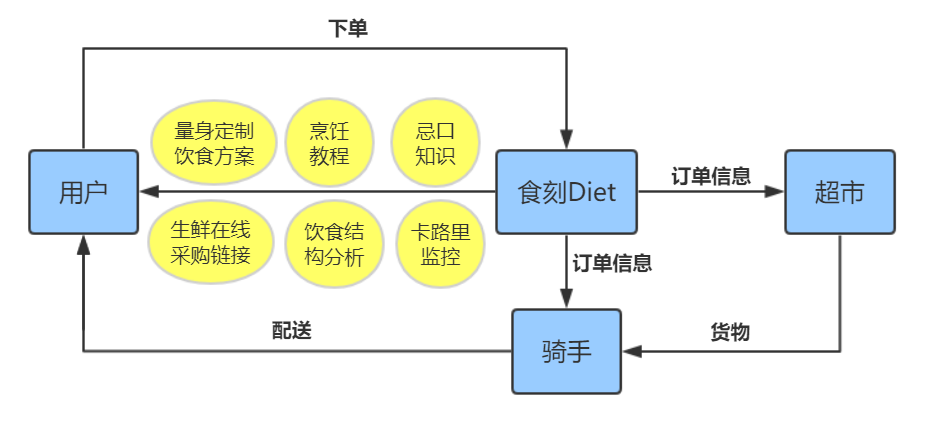 下单
量身定制
饮食方案
烹饪
教程
忌口
知识
用户
食刻Diet
订单信息
超市
生鲜在线
采购链接
饮食结
构分析
卡路里
监控
订单信息
配送
骑手
货物